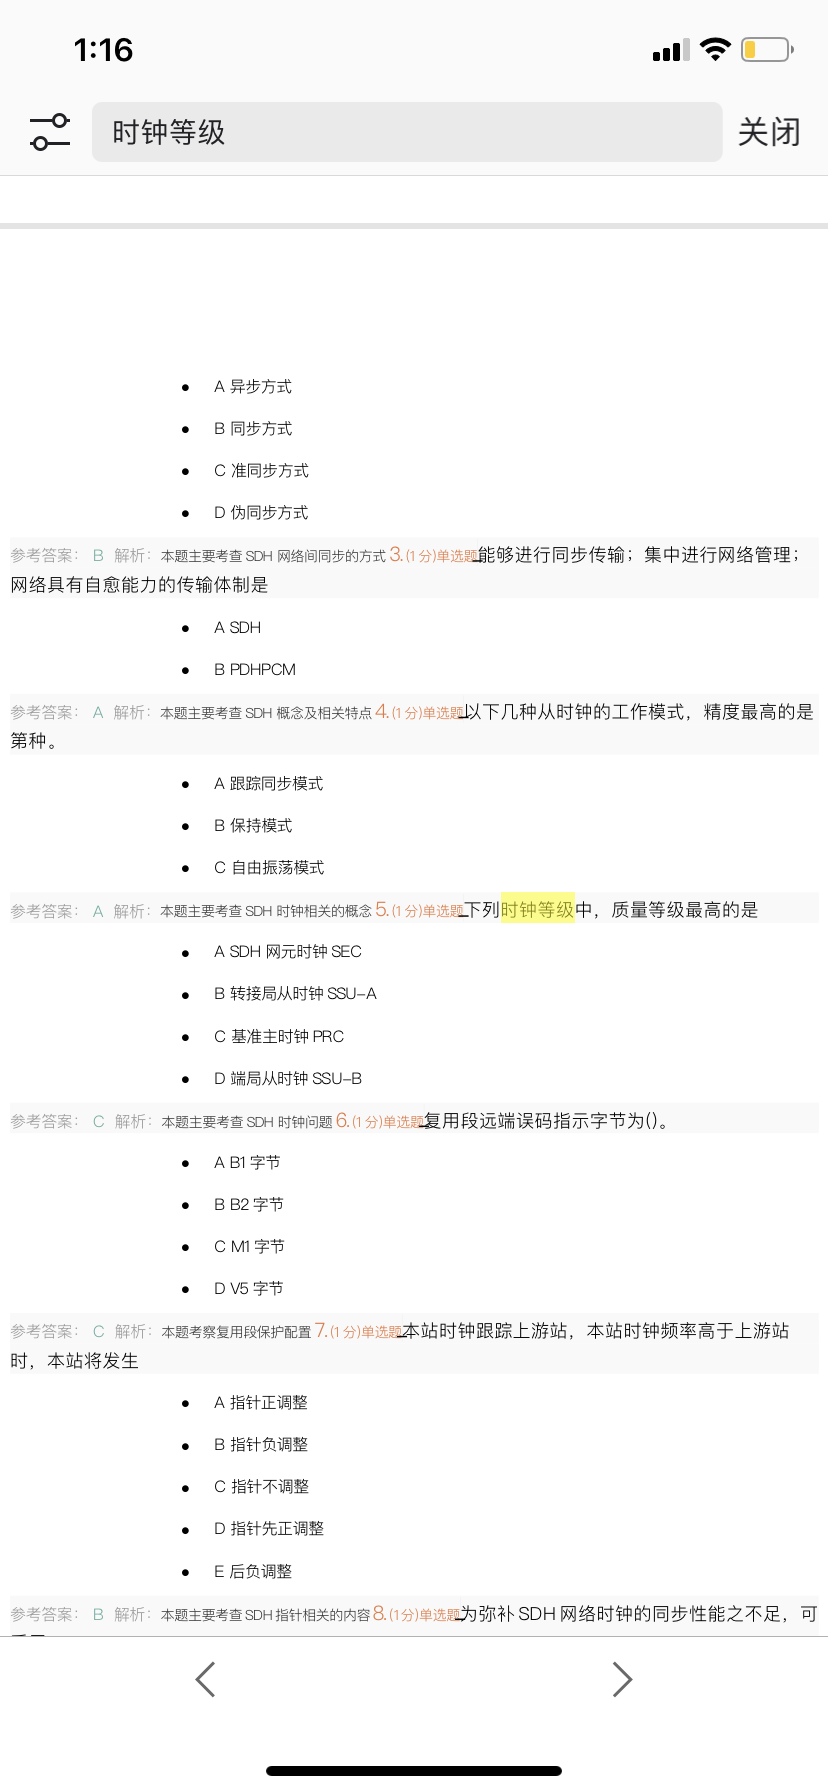 1:16
时钟等级
关闭
A 异步方式
B 同步方式
C 准同步方式
D 伪同步方式
参考答案： B 解析：本题主要考查 SDH 网络间同步的方式 3.(1分)单选题 能够进行同步传输；集中进行网络管理；
网络具有自愈能力的传输体制是
A SDH
B PDHPCM
参考答案： A 解析：本题主要考查 SDH 概念及相关特点 4.(1分)单选题 以下几种从时钟的工作模式，精度最高的是
第种。
A 跟踪同步模式
B 保持模式
C 自由振荡模式
参考答案： A 解析：本题主要考查 SDH 时钟相关的概念 5.(1分)单选题 下列时钟等级中，质量等级最高的是
A SDH 网元时钟 SEC
B 转接局从时钟 SSU-A
C 基准主时钟 PRC
D 端局从时钟 SSU-B
参考答案： C 解析：本题主要考查 SDH 时钟问题 6.(1分)单选题 复用段远端误码指示字节为()。
A B1 字节
B B2 字节
C M1 字节
D V5 字节
参考答案： C 解析：本题考察复用段保护配置 7.(1分)单选题 本站时钟跟踪上游站，本站时钟频率高于上游站
时，本站将发生
A 指针正调整
B 指针负调整
C 指针不调整
D 指针先正调整
E 后负调整
参考答案： B 解析：本题主要考查 SDH 指针相关的内容 8.(1分)单选题 为弥补 SDH 网络时钟的同步性能之不足，可